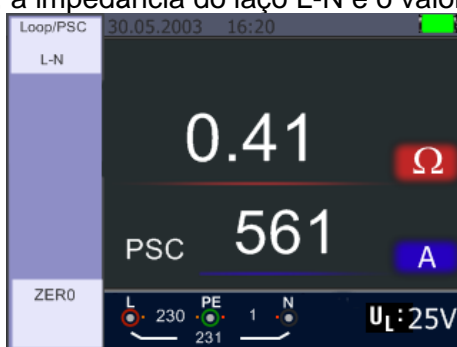 a impedância do laço L-N e o valor
Loop/PSC 30.05.2003 16:20
L-N
0.41 Ω
PSC 561 A
ZERO
L PE N
230 1
231
UL:25V